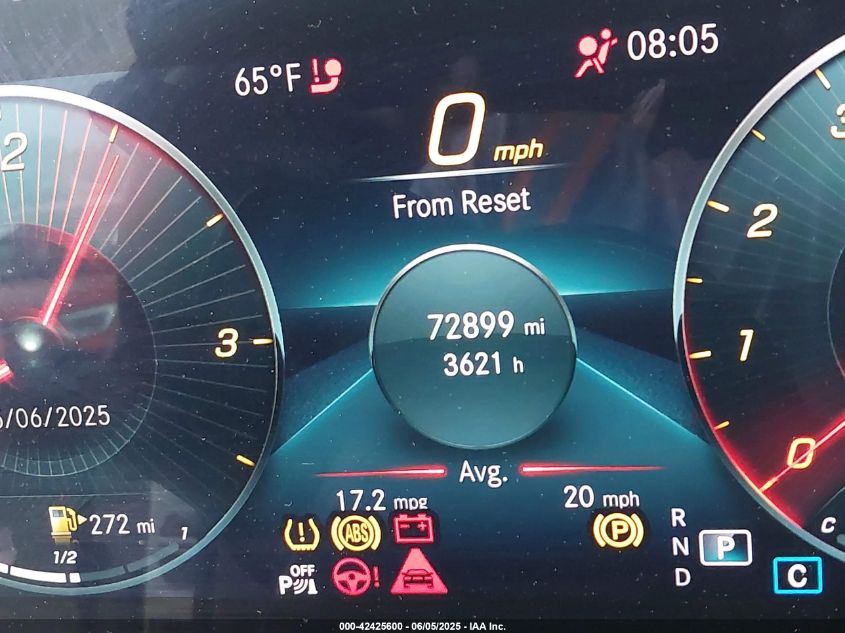 65°F
08:05
0 mph
From Reset
2
3
2
1
0
3
72899 mi
3621 h
/06/2025
Avg.
17.2 mpg
20 mph
272 mi
1/2
1
ABS
P
OFF
P
R
N
D
P
C
C
000-42425600 - 06/05/2025 - IAA Inc.